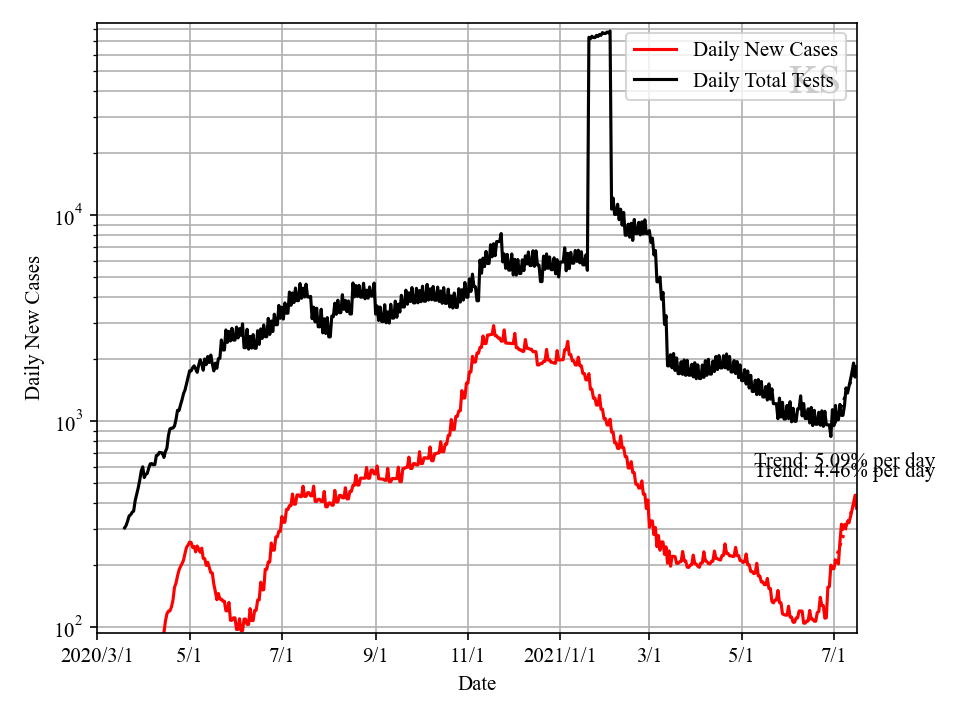 Daily New Cases
Daily Total Tests
KS
10^4
10^3
10^2
Daily New Cases
Trend: 5.09% per day
Trend: 4.46% per day
2020/3/1 5/1 7/1 9/1 11/1 2021/1/1 3/1 5/1 7/1
Date